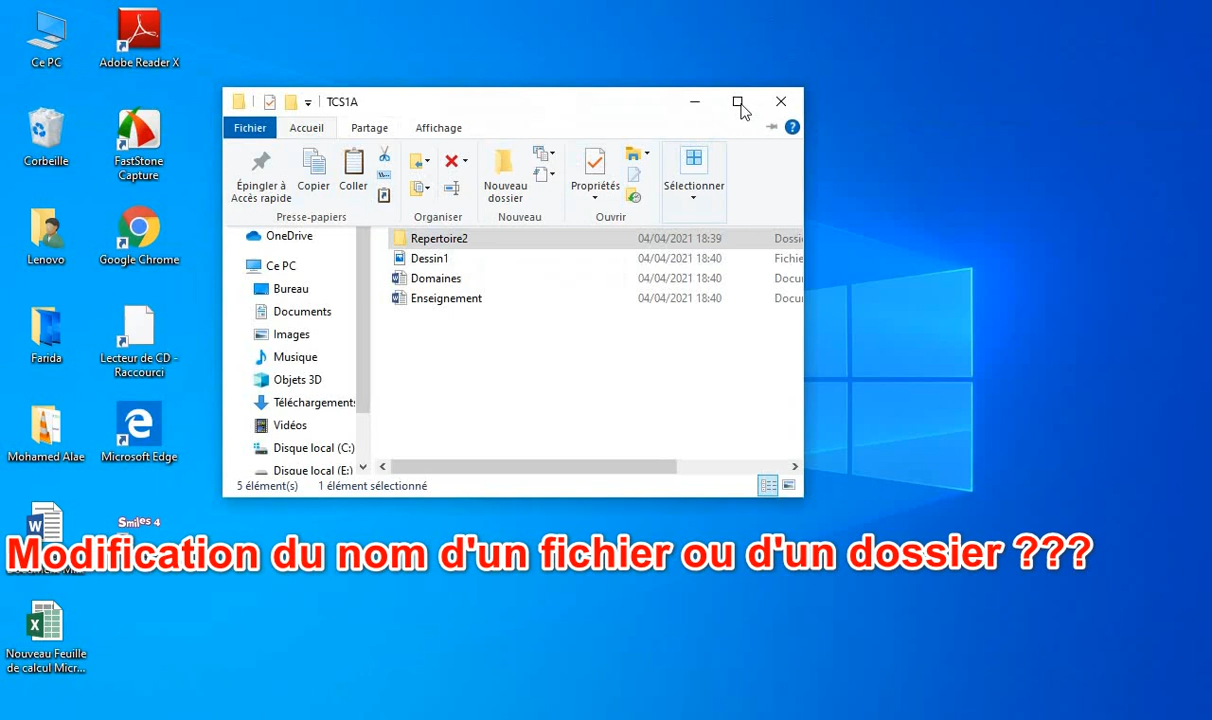 Ce PC
Adobe Reader X
Corbeille
FastStone
Capture
Lenovo
Google Chrome
Farida
Lecteur de CD -
Raccourci
Mohamed Alae
Microsoft Edge
Smiles 4
Nouveau Feuille
de calcul Micr...
TCS1A
Fichier
Accueil
Partage
Affichage
Épingler à
Accès rapide
Copier
Coller
Nouveau
dossier
Propriétés
Sélectionner
Presse-papiers
Organiser
Nouveau
Ouvrir
OneDrive
Ce PC
Bureau
Documents
Images
Musique
Objets 3D
Téléchargements
Vidéos
Disque local (C:)
Disque local (E:)
Repertoire2 04/04/2021 18:39 Dossi
Dessin1 04/04/2021 18:40 Fichie
Domaines 04/04/2021 18:40 Docu
Enseignement 04/04/2021 18:40 Docu
5 élément(s) 1 élément sélectionné
Modification du nom d'un fichier ou d'un dossier ???